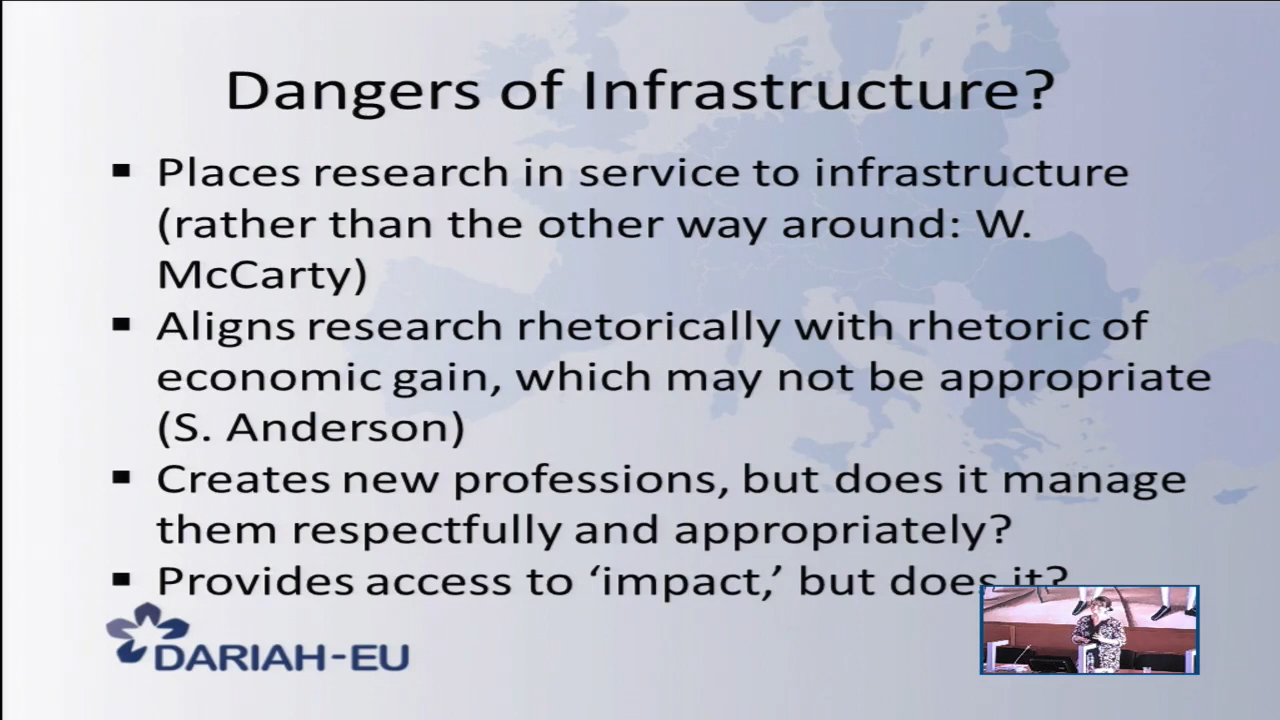 Dangers of Infrastructure?
▪ Places research in service to infrastructure
(rather than the other way around: W.
McCarty)
▪ Aligns research rhetorically with rhetoric of
economic gain, which may not be appropriate
(S. Anderson)
▪ Creates new professions, but does it manage
them respectfully and appropriately?
▪ Provides access to ‘impact,’ but does it?
DARIAH-EU